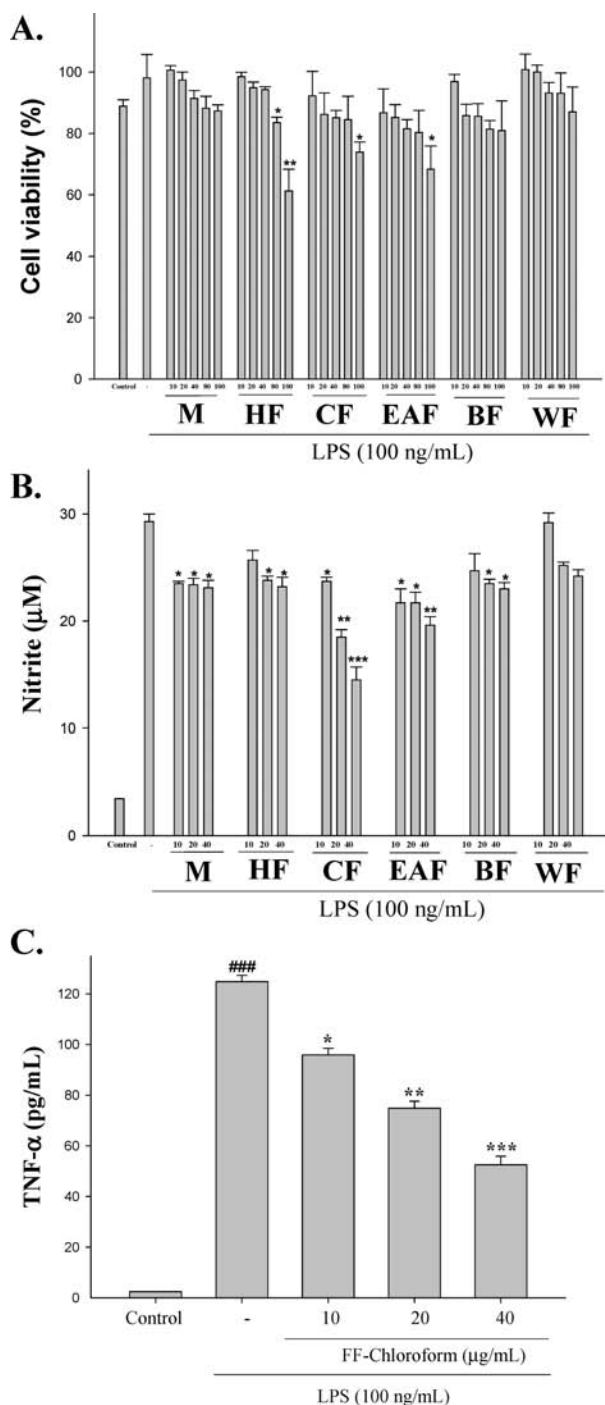 A.
Cell viability (%)
100
80
60
40
20
0
*
**
*
*
Control - 10 20 40 80 100 10 20 40 80 100 10 20 40 80 100 10 20 40 80 100 10 20 40 80 100 10 20 40 80 100
M HF CF EAF BF WF
LPS (100 ng/mL)
B.
Nitrite (μM)
30
20
10
0
* * * * * * ** *** * * ** * *
Control - 10 20 40 10 20 40 10 20 40 10 20 40 10 20 40 10 20 40
M HF CF EAF BF WF
LPS (100 ng/mL)
C.
TNF-α (pg/mL)
120
100
80
60
40
20
0
###
*
**
***
Control - 10 20 40
FF-Chloroform (μg/mL)
LPS (100 ng/mL)